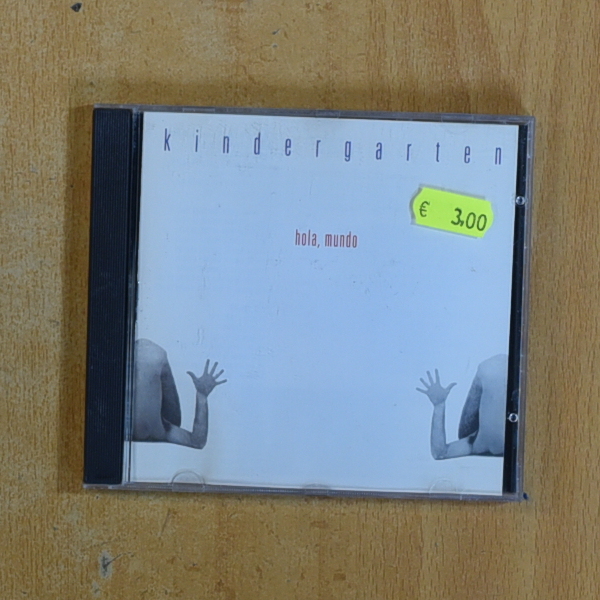 kindergarten
€ 3,00
hola, mundo